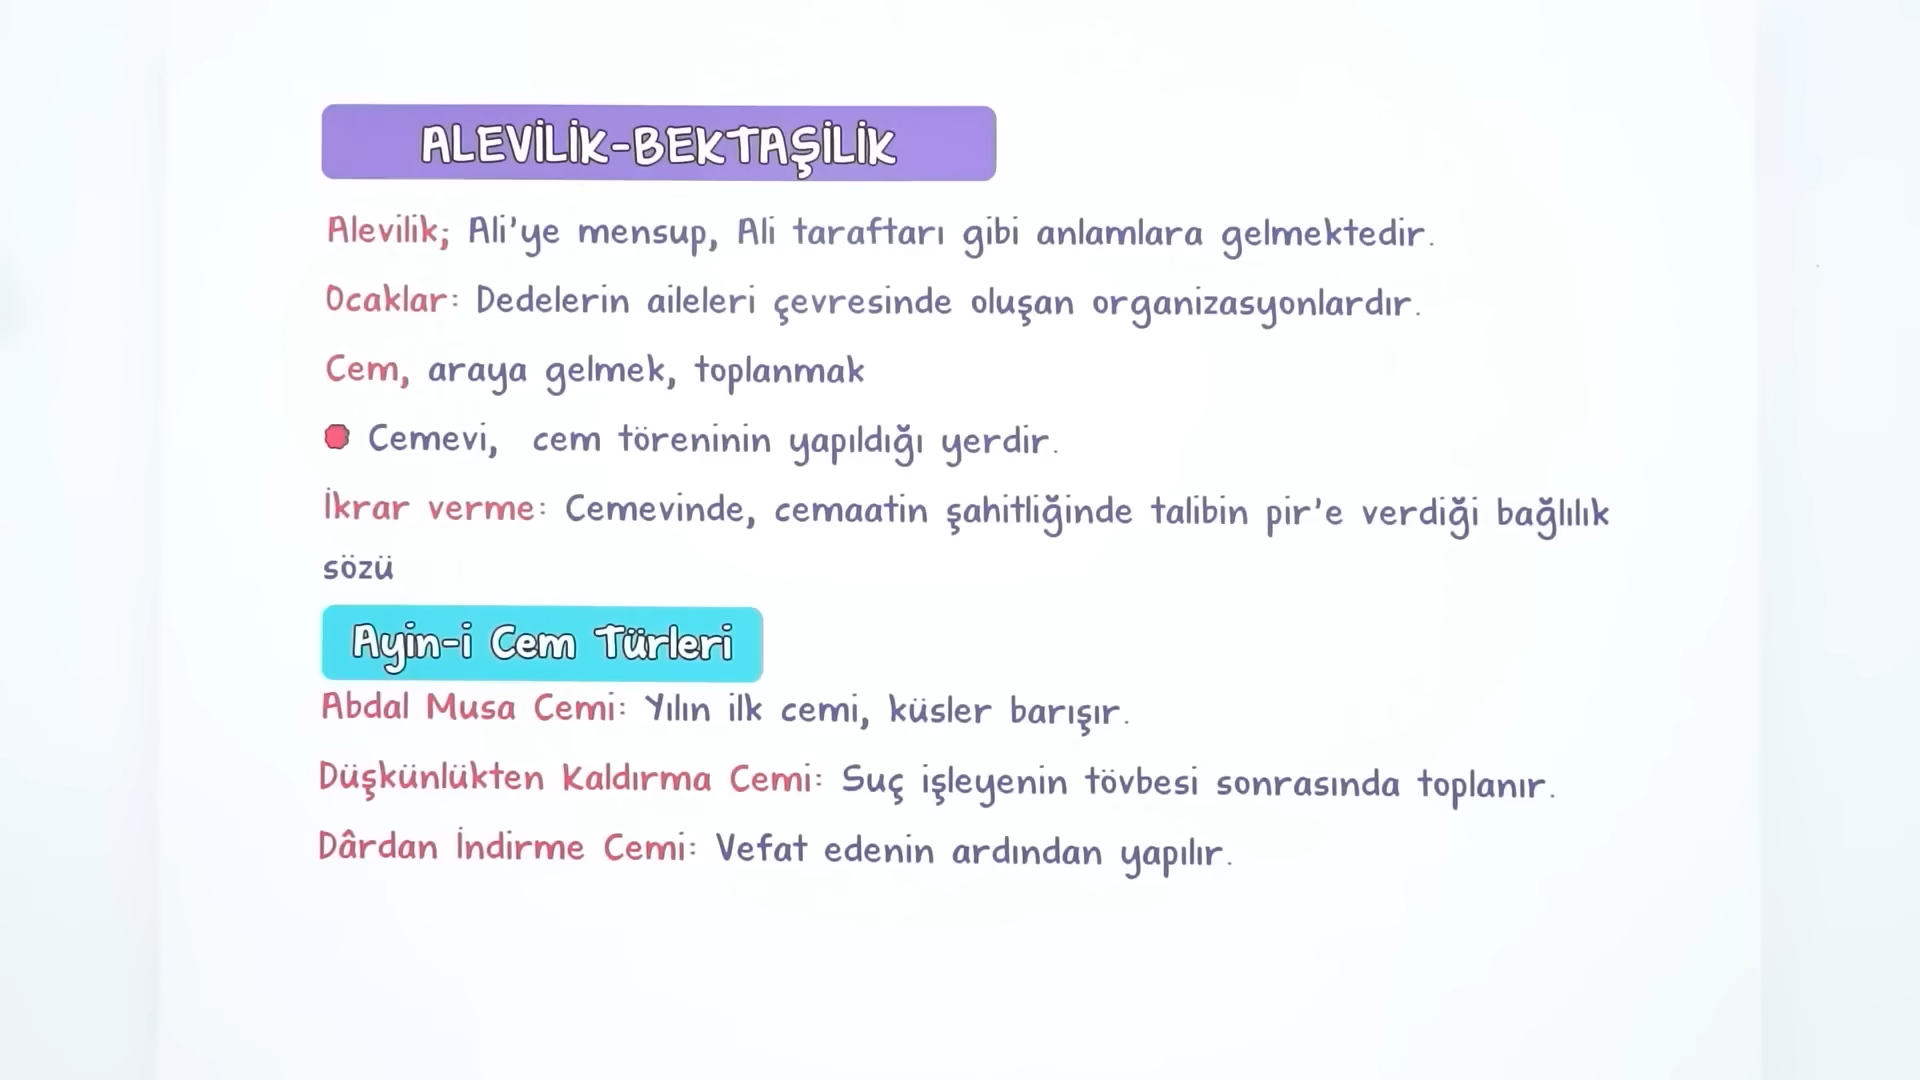 ALEVİLİK-BEKTAŞİLİK
Alevilik; Ali'ye mensup, Ali taraftarı gibi anlamlara gelmektedir.
Ocaklar: Dedelerin aileleri çevresinde oluşan organizasyonlardır.
Cem, araya gelmek, toplanmak
Cemevi, cem töreninin yapıldığı yerdir.
İkrar verme: Cemevinde, cemaatin şahitliğinde talibin pir'e verdiği bağlılık
sözü
Ayin-i Cem Türleri
Abdal Musa Cemi: Yılın ilk cemi, küsler barışır.
Düşkünlükten Kaldırma Cemi: Suç işleyenin tövbesi sonrasında toplanır.
Dârdan İndirme Cemi: Vefat edenin ardından yapılır.